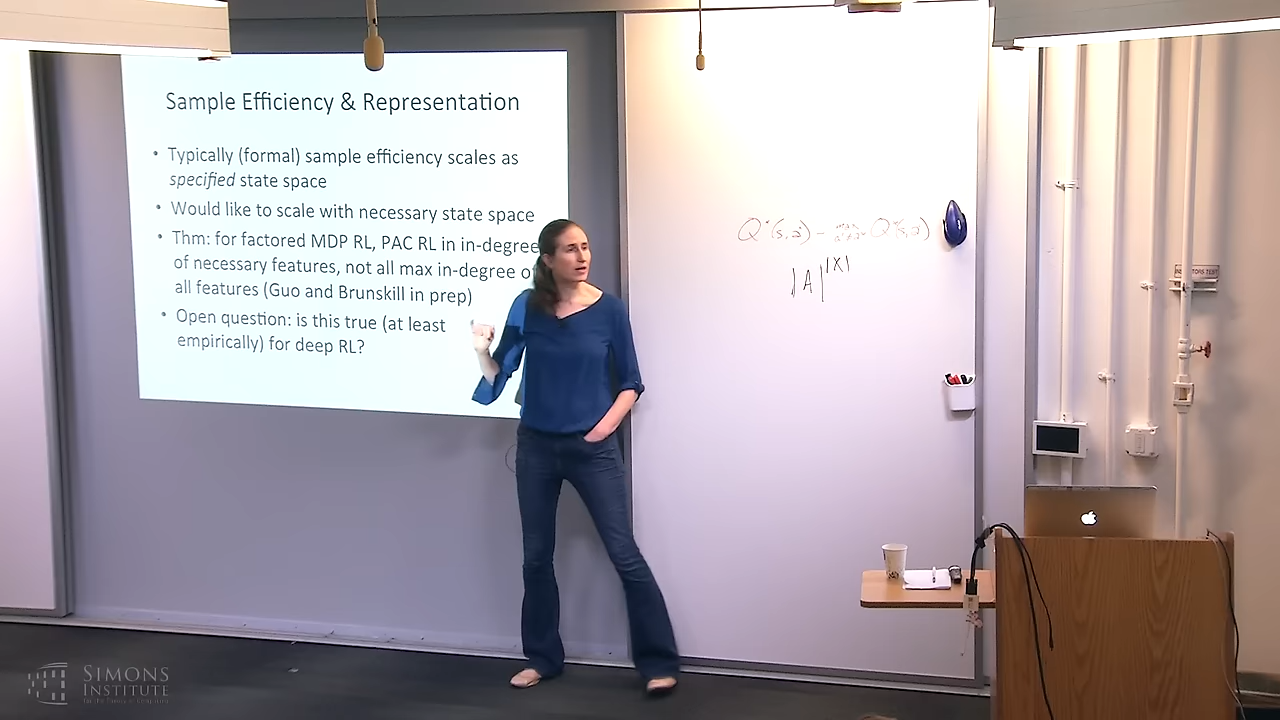 Sample Efficiency & Representation
• Typically (formal) sample efficiency scales as
specified state space
• Would like to scale with necessary state space
• Thm: for factored MDP RL, PAC RL in in-degree
of necessary features, not all max in-degree of
all features (Guo and Brunskill in prep)
• Open question: is this true (at least
empirically) for deep RL?
|A|^|X|
SIMONS
INSTITUTE